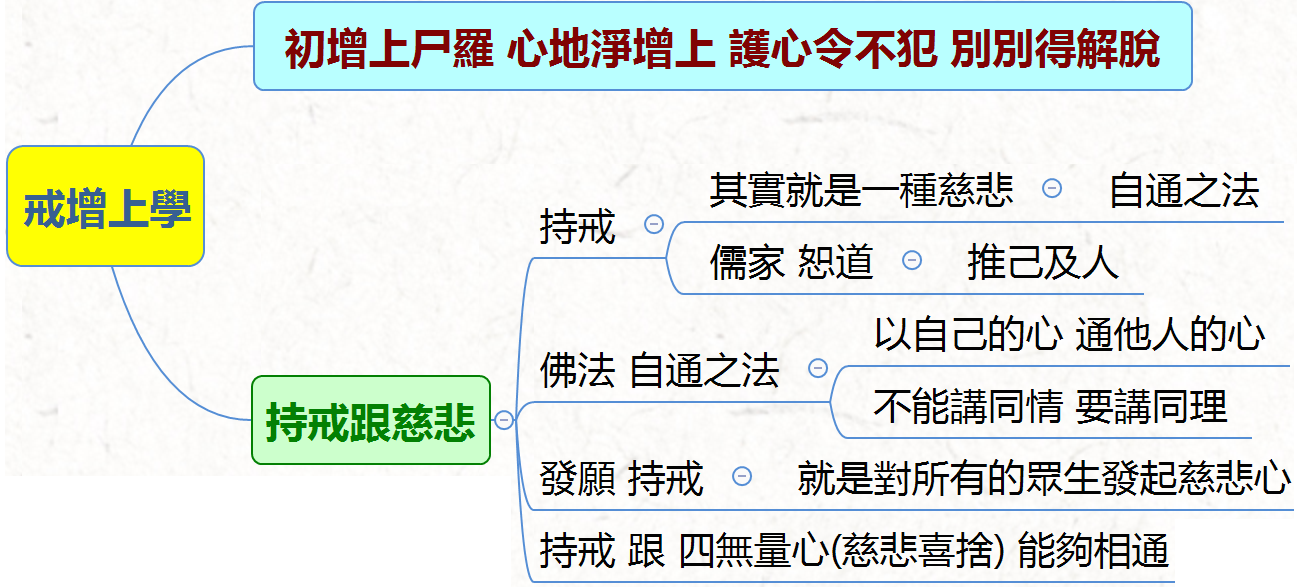 初增上尸羅 心地淨增上 護心令不犯 別別得解脫
戒增上學
持戒跟慈悲
持戒
其實就是一種慈悲
自通之法
儒家 恕道
推己及人
佛法 自通之法
以自己的心 通他人的心
不能講同情 要講同理
發願 持戒
就是對所有的眾生發起慈悲心
持戒 跟 四無量心(慈悲喜捨) 能夠相通